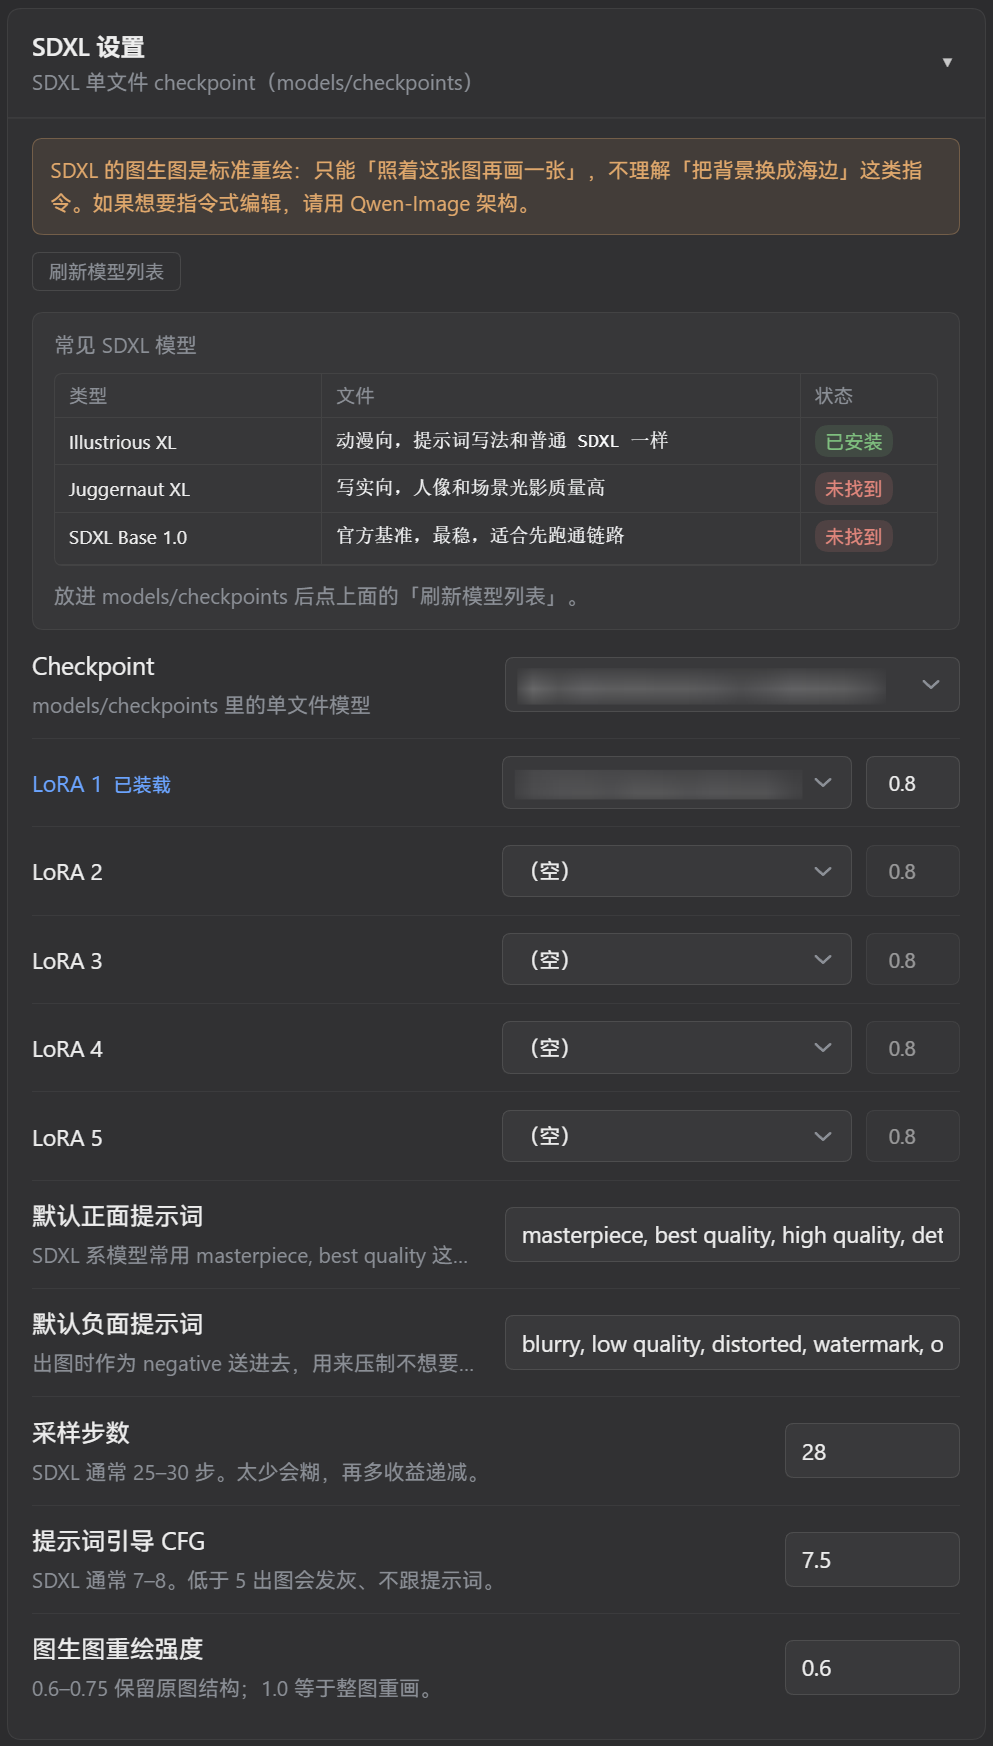 SDXL 设置
SDXL 单文件 checkpoint（models/checkpoints）
▼
SDXL 的图生图是标准重绘：只能「照着这张图再画一张」，不理解「把背景换成海边」这类指
令。如果想要指令式编辑，请用 Qwen-Image 架构。
刷新模型列表
常见 SDXL 模型
类型 文件 状态
Illustrious XL 动漫向，提示词写法和普通 SDXL 一样 已安装
Juggernaut XL 写实向，人像和场景光影质量高 未找到
SDXL Base 1.0 官方基准，最稳，适合先跑通链路 未找到
放进 models/checkpoints 后点上面的「刷新模型列表」。
Checkpoint
models/checkpoints 里的单文件模型
LoRA 1 已装载 0.8
LoRA 2 （空） 0.8
LoRA 3 （空） 0.8
LoRA 4 （空） 0.8
LoRA 5 （空） 0.8
默认正面提示词
SDXL 系模型常用 masterpiece, best quality 这...
masterpiece, best quality, high quality, det
默认负面提示词
出图时作为 negative 送进去，用来压制不想要...
blurry, low quality, distorted, watermark, o
采样步数
SDXL 通常 25–30 步。太少会糊，再多收益递减。
28
提示词引导 CFG
SDXL 通常 7–8。低于 5 出图会发灰、不跟提示词。
7.5
图生图重绘强度
0.6–0.75 保留原图结构；1.0 等于整图重画。
0.6